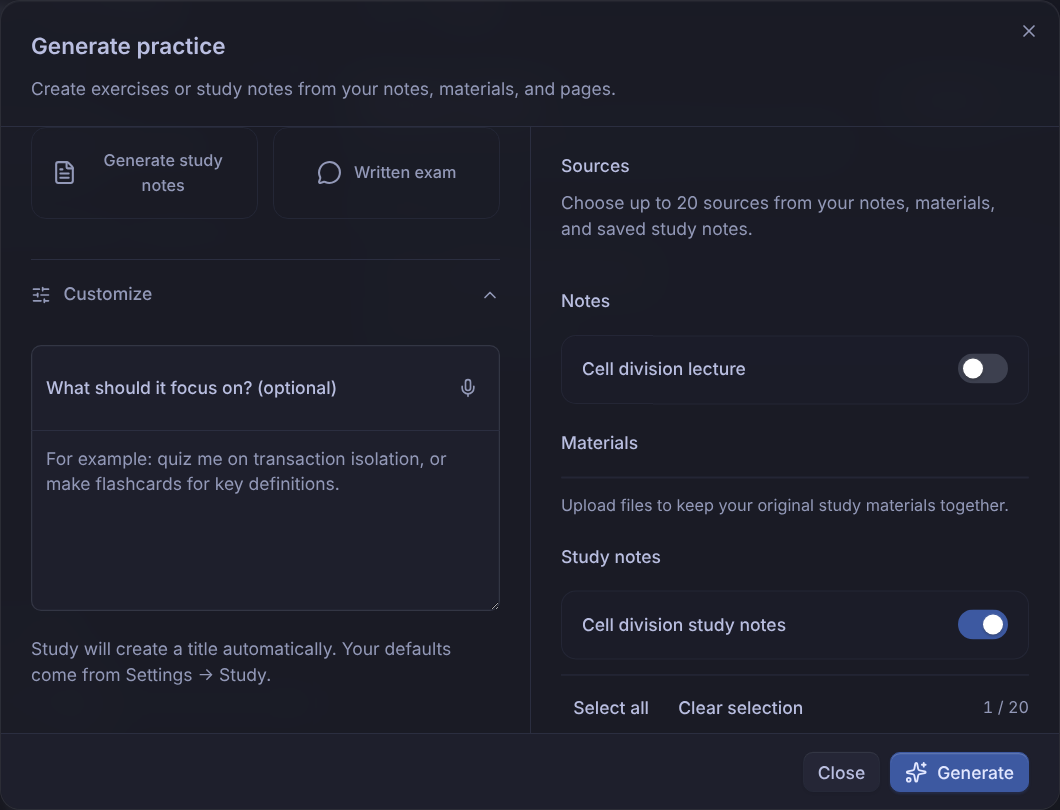 Generate practice
Create exercises or study notes from your notes, materials, and pages.
Generate study
notes
Written exam
Customize
What should it focus on? (optional)
For example: quiz me on transaction isolation, or
make flashcards for key definitions.
Study will create a title automatically. Your defaults
come from Settings → Study.
Sources
Choose up to 20 sources from your notes, materials,
and saved study notes.
Notes
Cell division lecture
Materials
Upload files to keep your original study materials together.
Study notes
Cell division study notes
Select all
Clear selection
1 / 20
Close
Generate